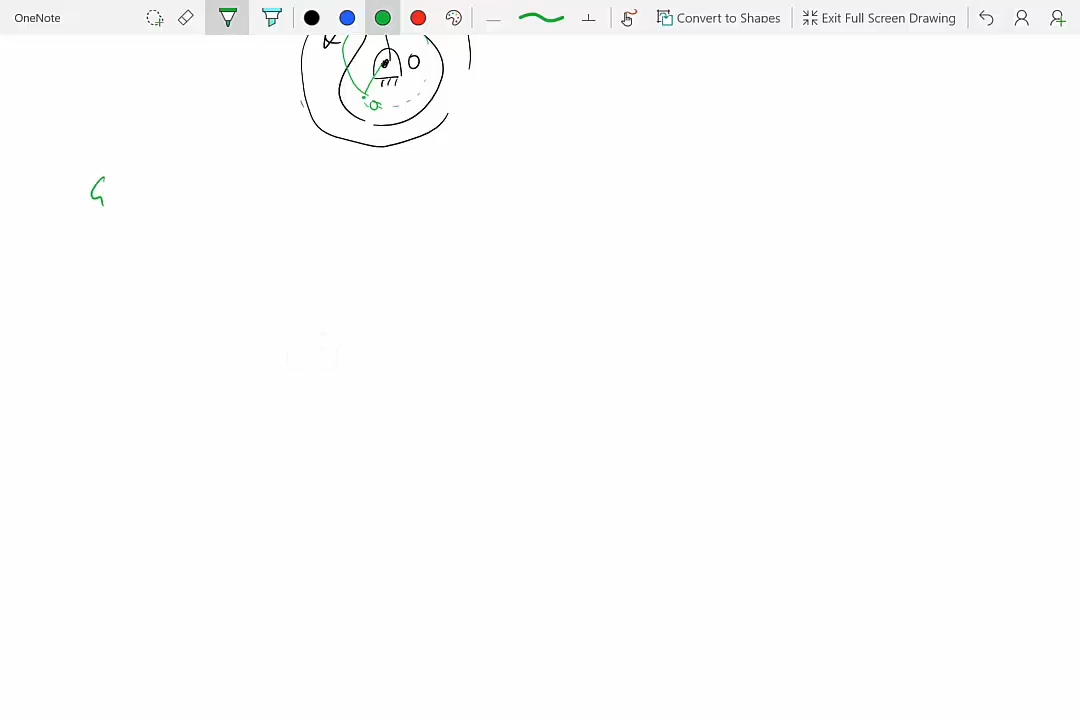 OneNote
Convert to Shapes
Exit Full Screen Drawing
O
a
G